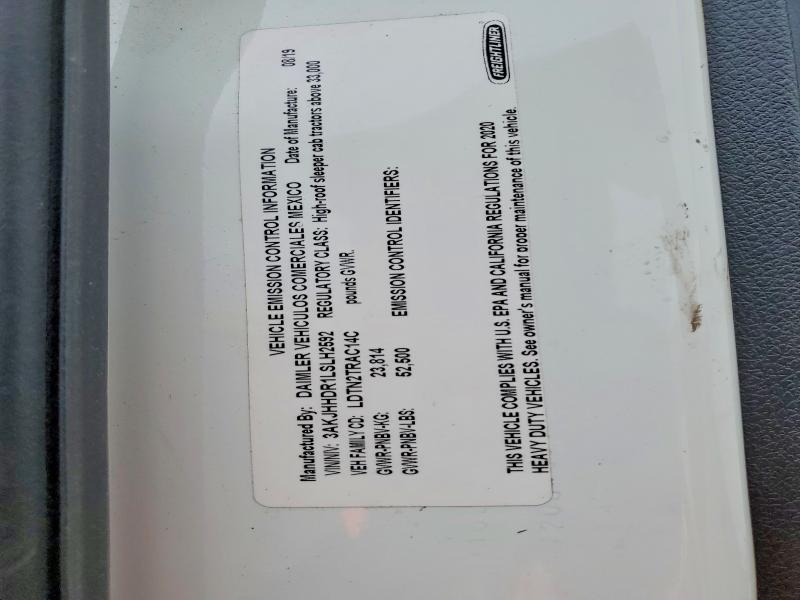 FREIGHTLINER
VEHICLE EMISSION CONTROL INFORMATION
Manufactured By: DAIMLER VEHICULOS COMERCIALES MEXICO Date of Manufacture: 08/19
VIN/NIV: 3AKJHHDR1LSLH2592 REGULATORY CLASS: High-roof sleeper cab tractors above 33,000
VEH FAMILY CD: LDTN2TRAC14C pounds GVWR.
GVWR-PNBV-KG: 23,814
GVWR-PNBV-LBS: 52,500 EMISSION CONTROL IDENTIFIERS:
THIS VEHICLE COMPLIES WITH U.S. EPA AND CALIFORNIA REGULATIONS FOR 2020
HEAVY DUTY VEHICLES. See owner's manual for proper maintenance of this vehicle.